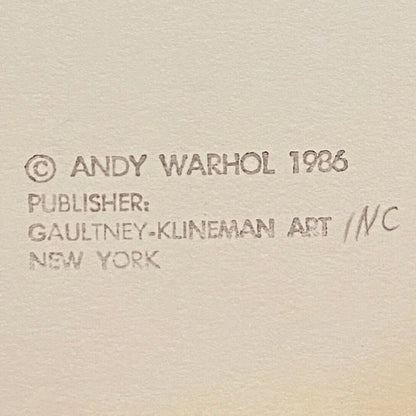 © ANDY WARHOL 1986
PUBLISHER:
GAULTNEY-KLINEMAN ART INC
NEW YORK